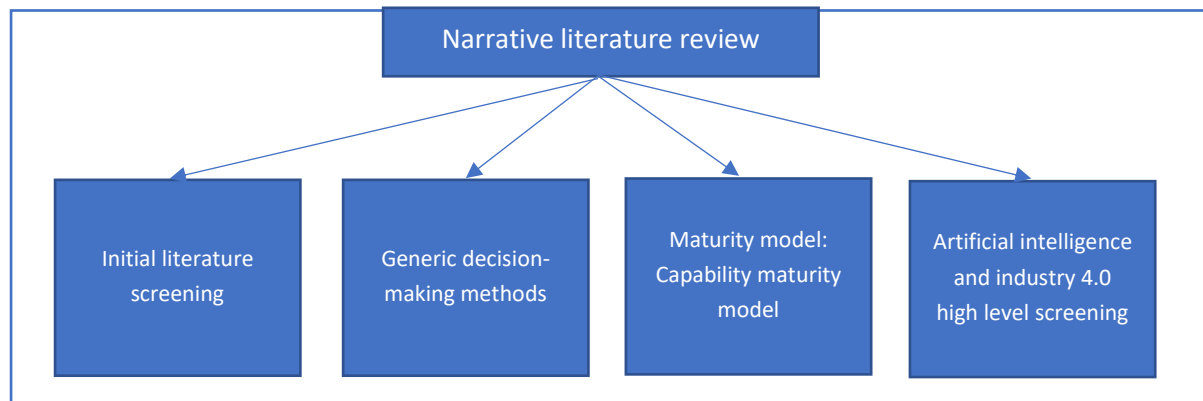 Narrative literature review
Initial literature
screening
Generic decision-
making methods
Maturity model:
Capability maturity
model
Artificial intelligence
and industry 4.0
high level screening